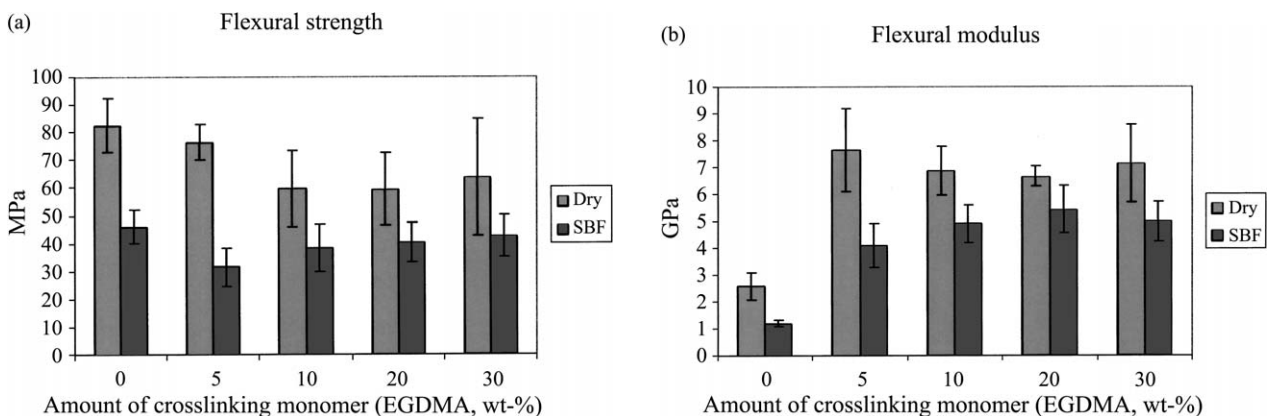 (a)
Flexural strength
MPa
100
90
80
70
60
50
40
30
20
10
0
0 5 10 20 30
Amount of crosslinking monomer (EGDMA, wt-%)
Dry
SBF
(b)
Flexural modulus
GPa
10
9
8
7
6
5
4
3
2
1
0
0 5 10 20 30
Amount of crosslinking monomer (EGDMA, wt-%)
Dry
SBF